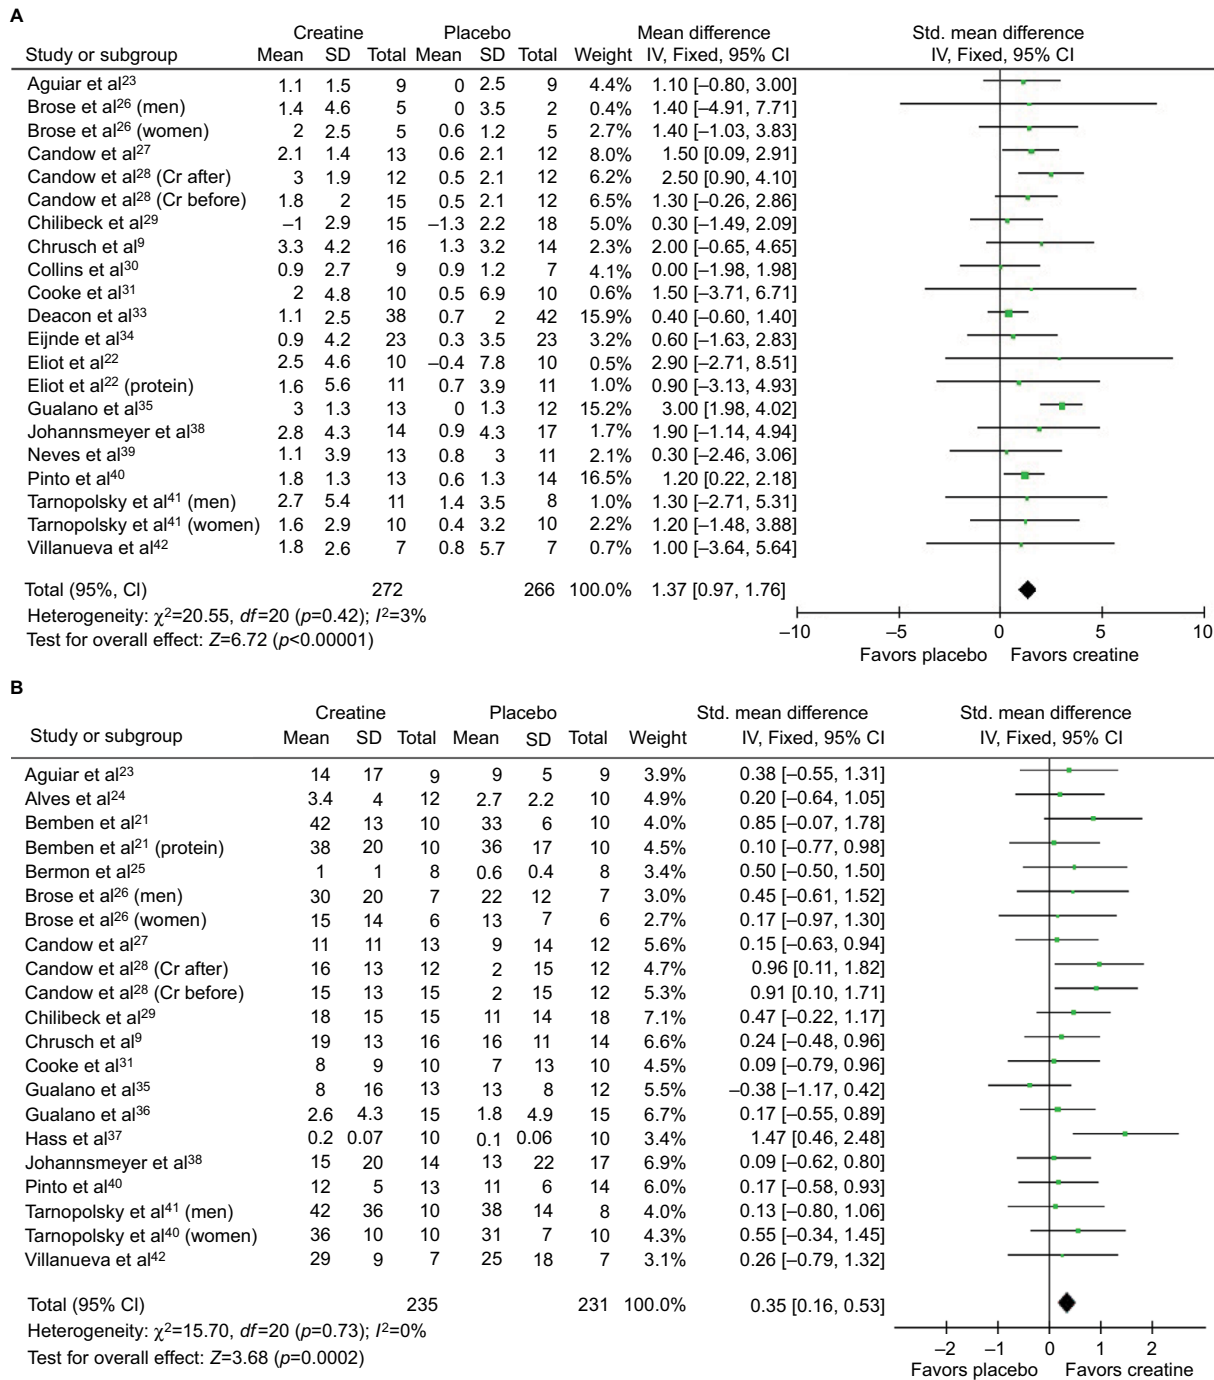 A
Creatine Placebo Mean difference Std. mean difference
Study or subgroup Mean SD Total Mean SD Total Weight IV, Fixed, 95% CI IV, Fixed, 95% CI
Aguiar et al23 1.1 1.5 9 0 2.5 9 4.4% 1.10 [–0.80, 3.00]
Brose et al26 (men) 1.4 4.6 5 0 3.5 2 0.4% 1.40 [–4.91, 7.71]
Brose et al26 (women) 2 2.5 5 0.6 1.2 5 2.7% 1.40 [–1.03, 3.83]
Candow et al27 2.1 1.4 13 0.6 2.1 12 8.0% 1.50 [0.09, 2.91]
Candow et al28 (Cr after) 3 1.9 12 0.5 2.1 12 6.2% 2.50 [0.90, 4.10]
Candow et al28 (Cr before) 1.8 2 15 0.5 2.1 12 6.5% 1.30 [–0.26, 2.86]
Chilibeck et al29 –1 2.9 15 –1.3 2.2 18 5.0% 0.30 [–1.49, 2.09]
Chrusch et al9 3.3 4.2 16 1.3 3.2 14 2.3% 2.00 [–0.65, 4.65]
Collins et al30 0.9 2.7 9 0.9 1.2 7 4.1% 0.00 [–1.98, 1.98]
Cooke et al31 2 4.8 10 0.5 6.9 10 0.6% 1.50 [–3.71, 6.71]
Deacon et al33 1.1 2.5 38 0.7 2 42 15.9% 0.40 [–0.60, 1.40]
Eijnde et al34 0.9 4.2 23 0.3 3.5 23 3.2% 0.60 [–1.63, 2.83]
Eliot et al22 2.5 4.6 10 –0.4 7.8 10 0.5% 2.90 [–2.71, 8.51]
Eliot et al22 (protein) 1.6 5.6 11 0.7 3.9 11 1.0% 0.90 [–3.13, 4.93]
Gualano et al35 3 1.3 13 0 1.3 12 15.2% 3.00 [1.98, 4.02]
Johannsmeyer et al38 2.8 4.3 14 0.9 4.3 17 1.7% 1.90 [–1.14, 4.94]
Neves et al39 1.1 3.9 13 0.8 3 11 2.1% 0.30 [–2.46, 3.06]
Pinto et al40 1.8 1.3 13 0.6 1.3 14 16.5% 1.20 [0.22, 2.18]
Tarnopolsky et al41 (men) 2.7 5.4 11 1.4 3.5 8 1.0% 1.30 [–2.71, 5.31]
Tarnopolsky et al41 (women) 1.6 2.9 10 0.4 3.2 10 2.2% 1.20 [–1.48, 3.88]
Villanueva et al42 1.8 2.6 7 0.8 5.7 7 0.7% 1.00 [–3.64, 5.64]
Total (95%, CI) 272 266 100.0% 1.37 [0.97, 1.76]
Heterogeneity: χ²=20.55, df=20 (p=0.42); I²=3%
Test for overall effect: Z=6.72 (p<0.00001)
–10 –5 0 5 10
Favors placebo Favors creatine
B
Creatine Placebo Std. mean difference Std. mean difference
Study or subgroup Mean SD Total Mean SD Total Weight IV, Fixed, 95% CI IV, Fixed, 95% CI
Aguiar et al23 14 17 9 9 5 9 3.9% 0.38 [–0.55, 1.31]
Alves et al24 3.4 4 12 2.7 2.2 10 4.9% 0.20 [–0.64, 1.05]
Bemben et al21 42 13 10 33 6 10 4.0% 0.85 [–0.07, 1.78]
Bemben et al21 (protein) 38 20 10 36 17 10 4.5% 0.10 [–0.77, 0.98]
Bermon et al25 1 1 8 0.6 0.4 8 3.4% 0.50 [–0.50, 1.50]
Brose et al26 (men) 30 20 7 22 12 7 3.0% 0.45 [–0.61, 1.52]
Brose et al26 (women) 15 14 6 13 7 6 2.7% 0.17 [–0.97, 1.30]
Candow et al27 11 11 13 9 14 12 5.6% 0.15 [–0.63, 0.94]
Candow et al28 (Cr after) 16 13 12 2 15 12 4.7% 0.96 [0.11, 1.82]
Candow et al28 (Cr before) 15 13 15 2 15 12 5.3% 0.91 [0.10, 1.71]
Chilibeck et al29 18 15 15 11 14 18 7.1% 0.47 [–0.22, 1.17]
Chrusch et al9 19 13 16 16 11 14 6.6% 0.24 [–0.48, 0.96]
Cooke et al31 8 9 10 7 13 10 4.5% 0.09 [–0.79, 0.96]
Gualano et al35 8 16 13 13 8 12 5.5% –0.38 [–1.17, 0.42]
Gualano et al36 2.6 4.3 15 1.8 4.9 15 6.7% 0.17 [–0.55, 0.89]
Hass et al37 0.2 0.07 10 0.1 0.06 10 3.4% 1.47 [0.46, 2.48]
Johannsmeyer et al38 15 20 14 13 22 17 6.9% 0.09 [–0.62, 0.80]
Pinto et al40 12 5 13 11 6 14 6.0% 0.17 [–0.58, 0.93]
Tarnopolsky et al41 (men) 42 36 10 38 14 8 4.0% 0.13 [–0.80, 1.06]
Tarnopolsky et al40 (women) 36 10 10 31 7 10 4.3% 0.55 [–0.34, 1.45]
Villanueva et al42 29 9 7 25 18 7 3.1% 0.26 [–0.79, 1.32]
Total (95% CI) 235 231 100.0% 0.35 [0.16, 0.53]
Heterogeneity: χ²=15.70, df=20 (p=0.73); I²=0%
Test for overall effect: Z=3.68 (p=0.0002)
–2 –1 0 1 2
Favors placebo Favors creatine